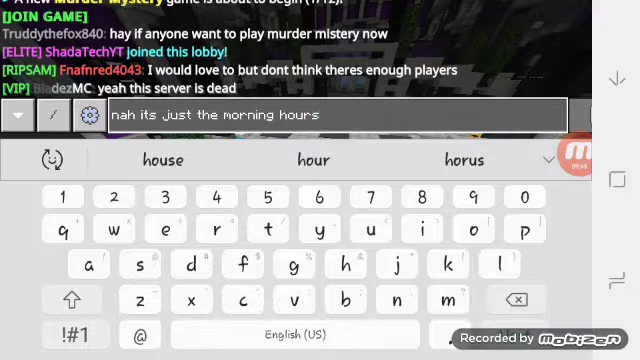 A new Murder Mystery game is about to begin (1/12)!
[JOIN GAME]
Truddythefox840: hay if anyone want to play murder mistery now
[ELITE] ShadaTechYT joined this lobby!
[RIPSAM] Fnafnred4043: I would love to but dont think theres enough players
[VIP] BladezMC: yeah this server is dead
/ nah its just the morning hours
house hour horus
1 2 3 4 5 6 7 8 9 0
q w e r t y u i o p
a s d f g h j k l
z x c v b n m
!#1 @ English (US) .
Recorded by mobizen